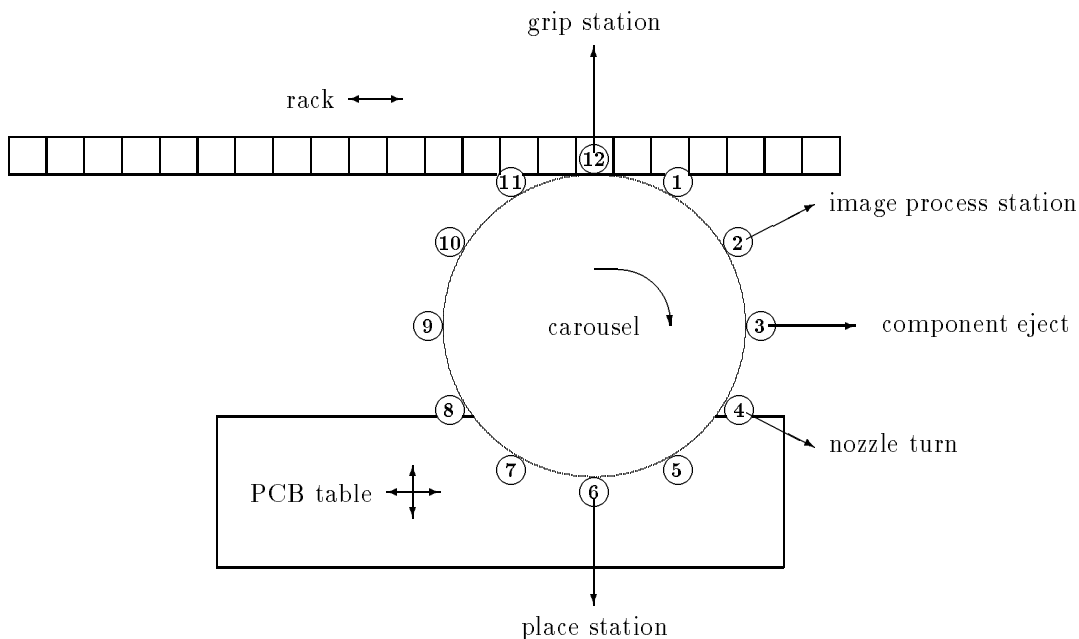 grip station
rack
12
11
1
10
2
image process station
9
carousel
3
component eject
8
4
nozzle turn
7
5
PCB table
6
place station